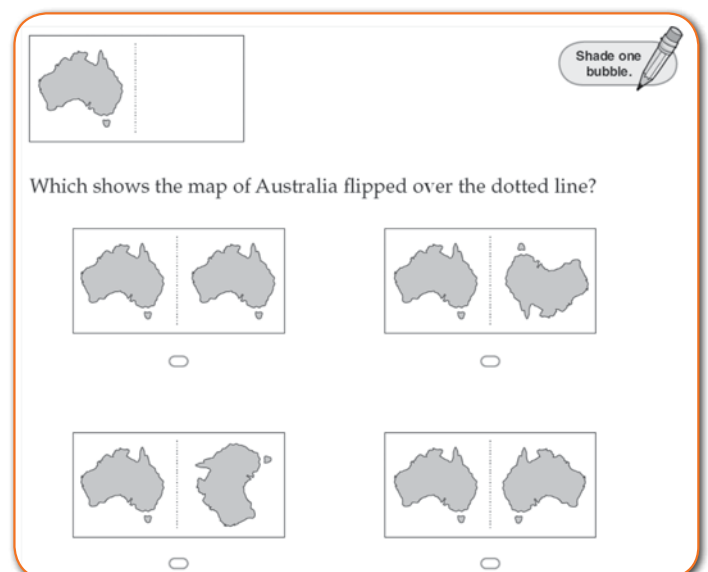 Shade one
bubble.
Which shows the map of Australia flipped over the dotted line?